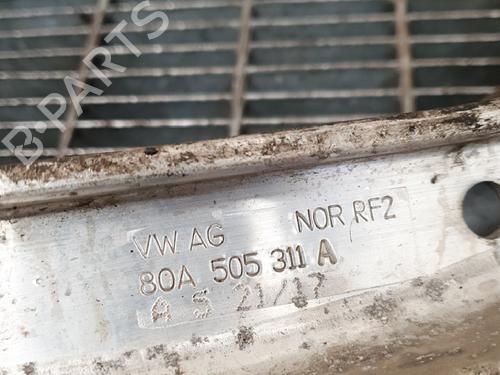 B-PARTS
VW AG NOR RF2
80A 505 311 A
A S 21/17